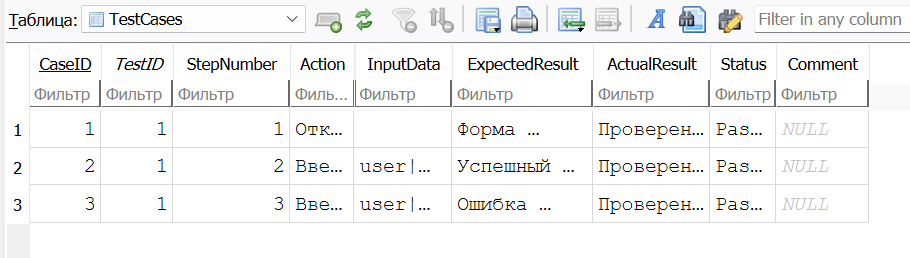 Таблица: TestCases Filter in any column
CaseID TestID StepNumber Action InputData ExpectedResult ActualResult Status Comment
Фильтр Фильтр Фильтр Филь... Фильтр Фильтр Фильтр Фильтр Фильтр
1 1 1 1 Отк... Форма ... Проверен... Pas... NULL
2 2 1 2 Вве... user|... Успешный ... Проверен... Pas... NULL
3 3 1 3 Вве... user|... Ошибка ... Проверен... Pas... NULL